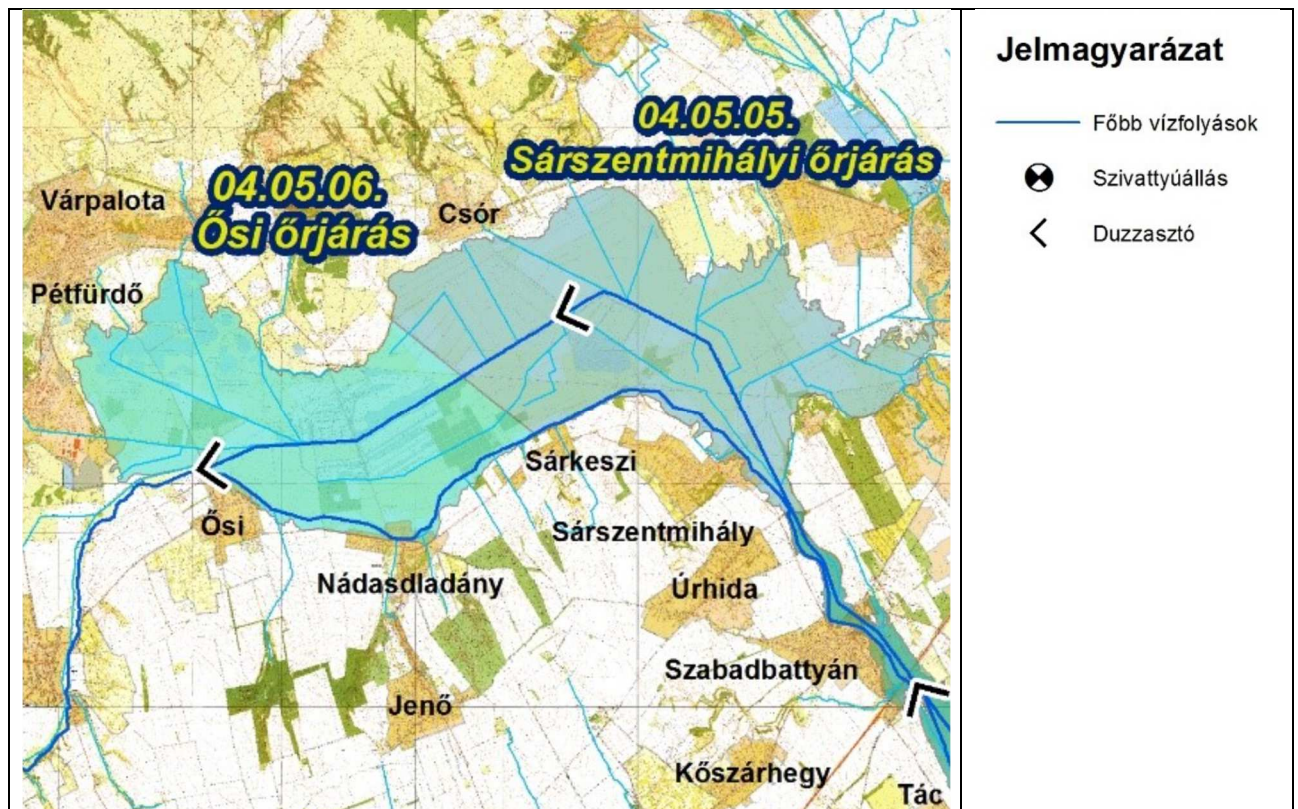 04.05.05.
Sárszentmihályi őrjárás
04.05.06.
Ősi őrjárás
Várpalota
Csór
Pétfürdő
Sárkeszi
Ősi
Sárszentmihály
Nádasdladány
Úrhida
Szabadbattyán
Jenő
Kőszárhegy
Tác
Jelmagyarázat
Főbb vízfolyások
Szivattyúállás
Duzzasztó